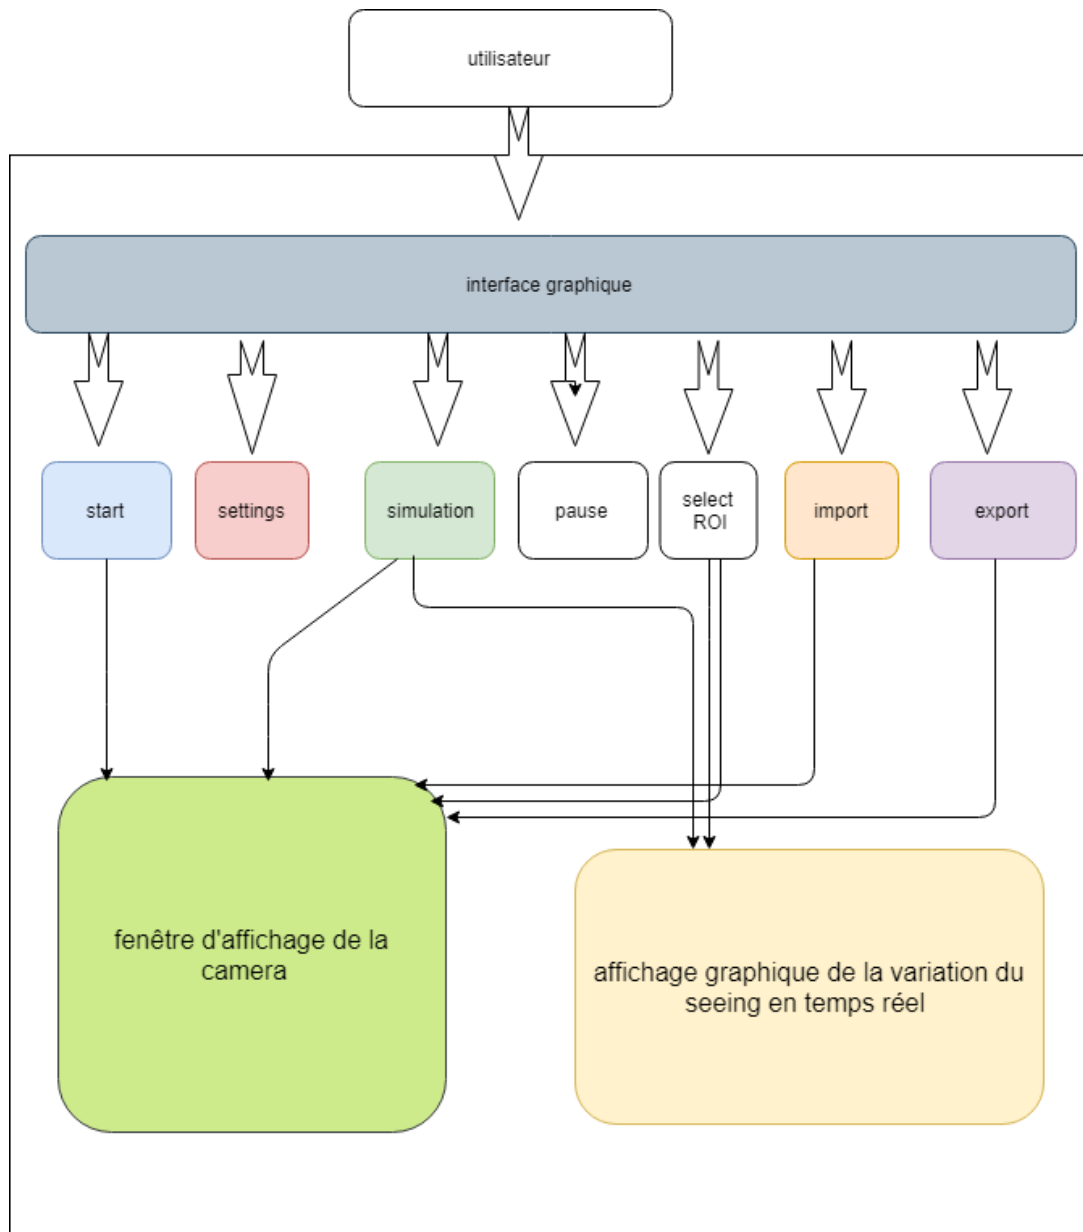 utilisateur
interface graphique
start
settings
simulation
pause
select
ROI
import
export
fenêtre d'affichage de la
camera
affichage graphique de la variation du
seeing en temps réel